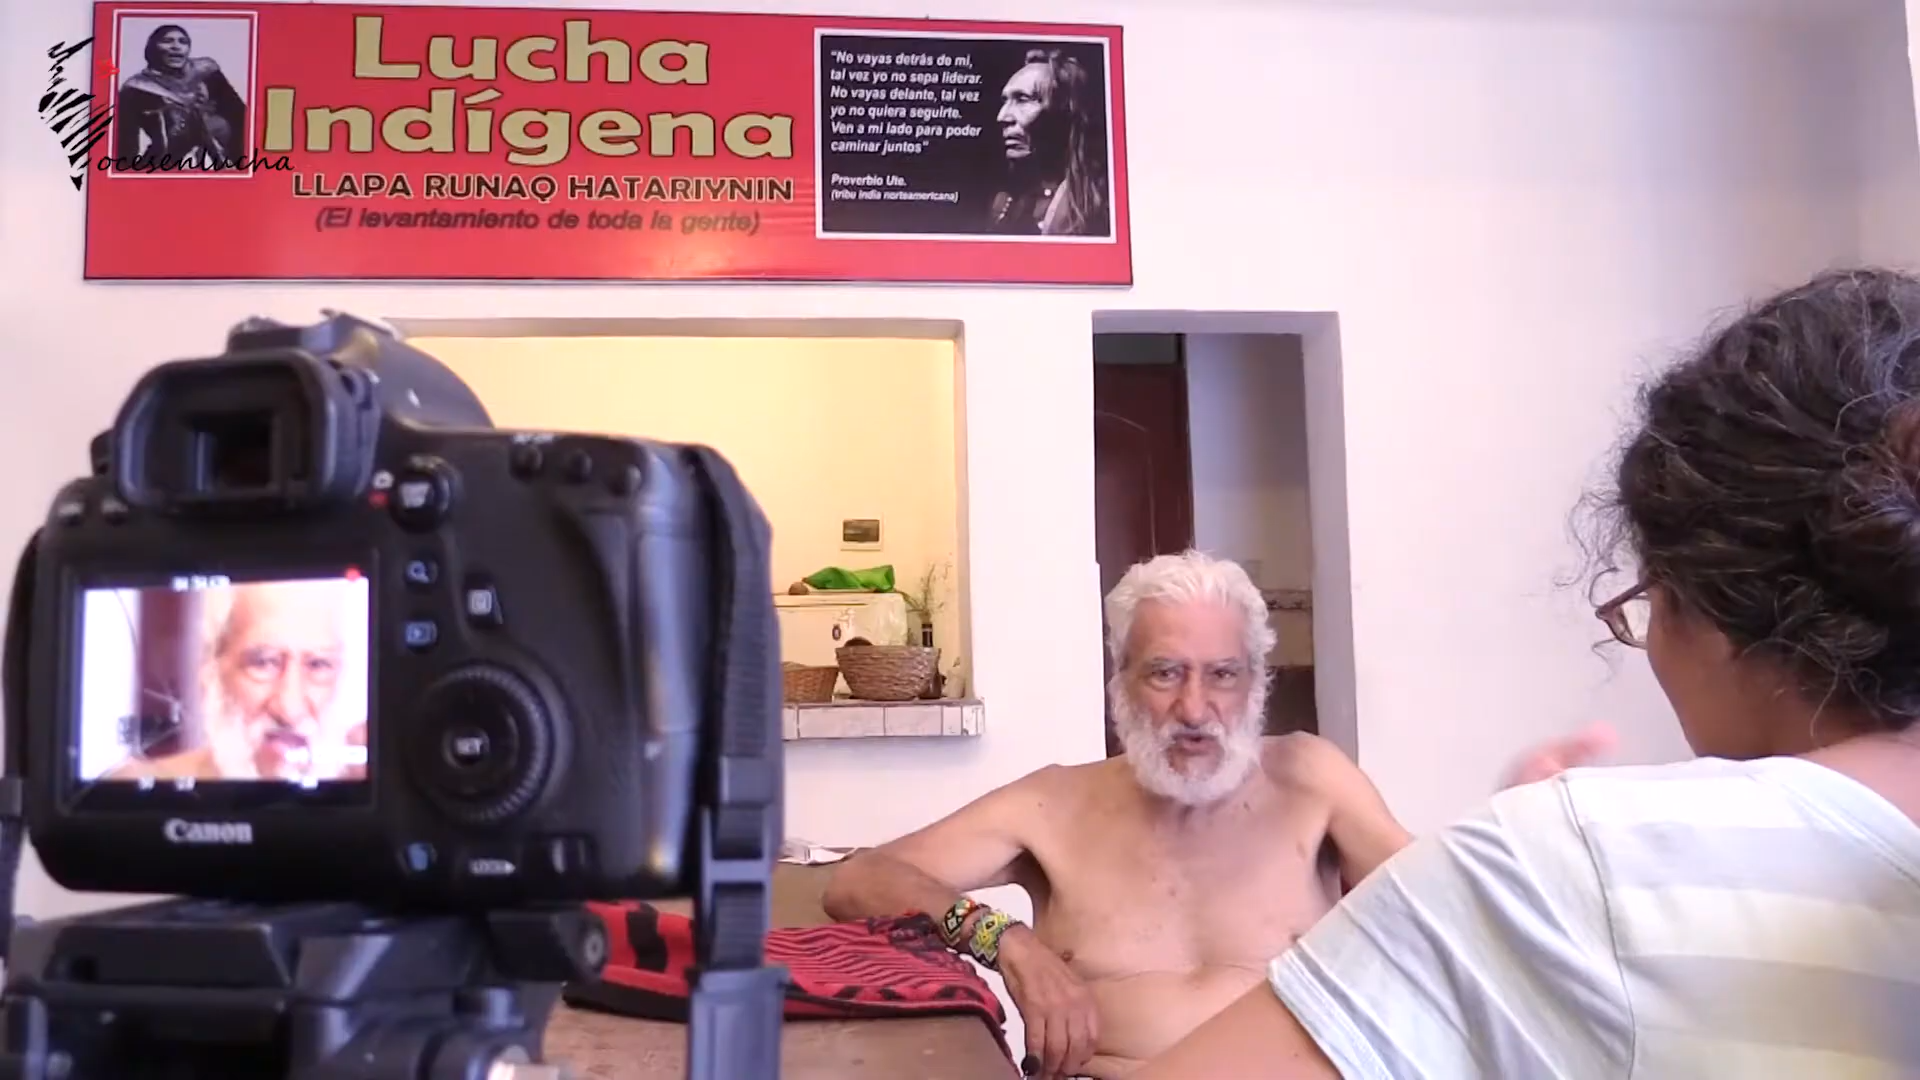 Lucha
Indígena
LLAPA RUNAQ HATARIYNIN
(El levantamiento de toda la gente)
"No vayas detrás de mi,
tal vez yo no sepa liderar.
No vayas delante, tal vez
yo no quiera seguirte.
Ven a mi lado para poder
caminar juntos"
Proverbio Ute.
(tribu india norteamericana)
ocesenlucha
SET
Canon